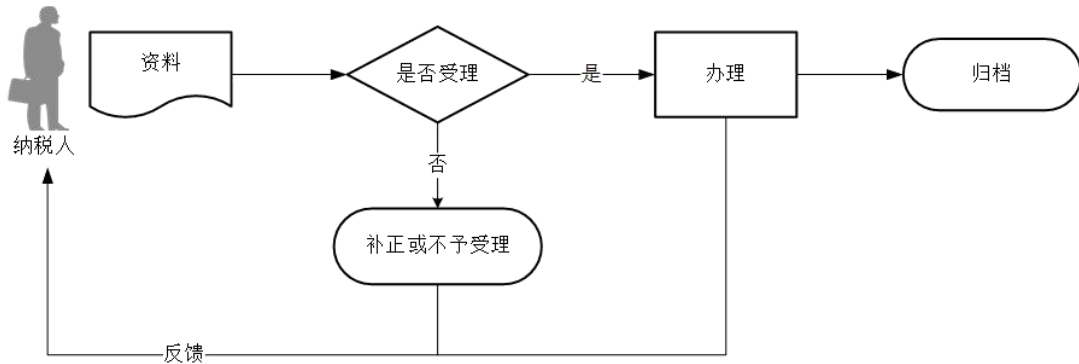 纳税人
资料
是否受理
是
办理
归档
否
补正或不予受理
反馈